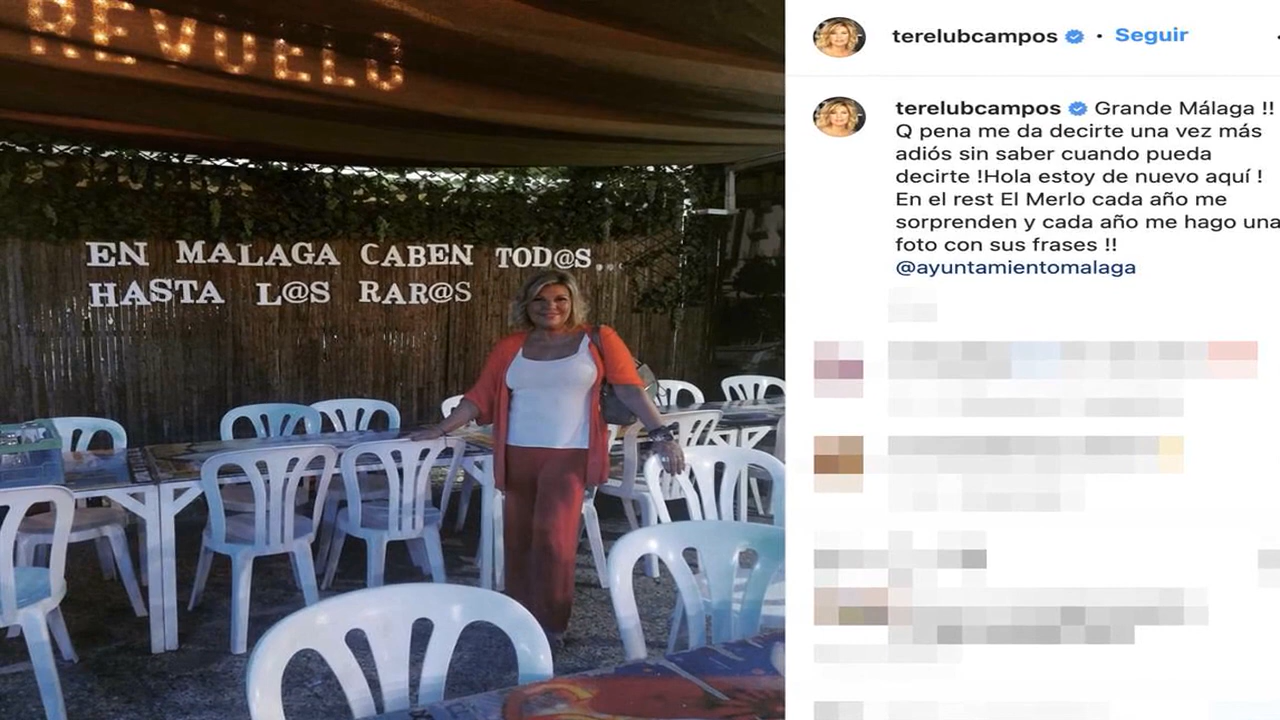 REVUELO
EN MALAGA CABEN TOD@S...
HASTA L@S RAR@S
terelubcampos • Seguir
terelubcampos Grande Málaga !!
Q pena me da decirte una vez más
adiós sin saber cuando pueda
decirte !Hola estoy de nuevo aquí !
En el rest El Merlo cada año me
sorprenden y cada año me hago una
foto con sus frases !!
@ayuntamientomalaga